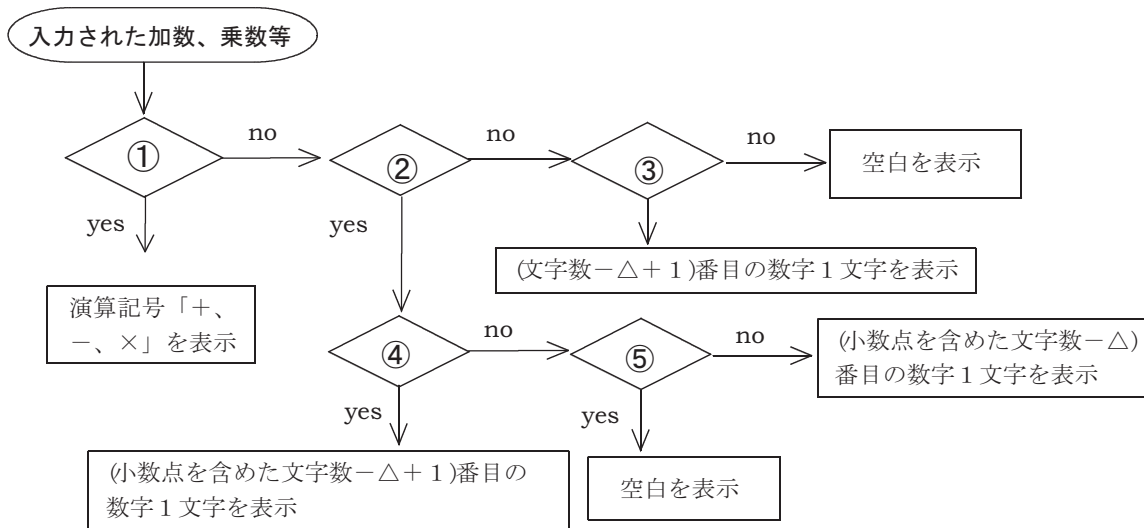 入力された加数、乗数等
①
no
②
no
③
no
空白を表示
yes
yes
yes
(文字数－△＋１)番目の数字１文字を表示
演算記号「＋、
－、×」を表示
④
no
⑤
no
(小数点を含めた文字数－△)
番目の数字１文字を表示
yes
yes
(小数点を含めた文字数－△＋１)番目の
数字１文字を表示
空白を表示